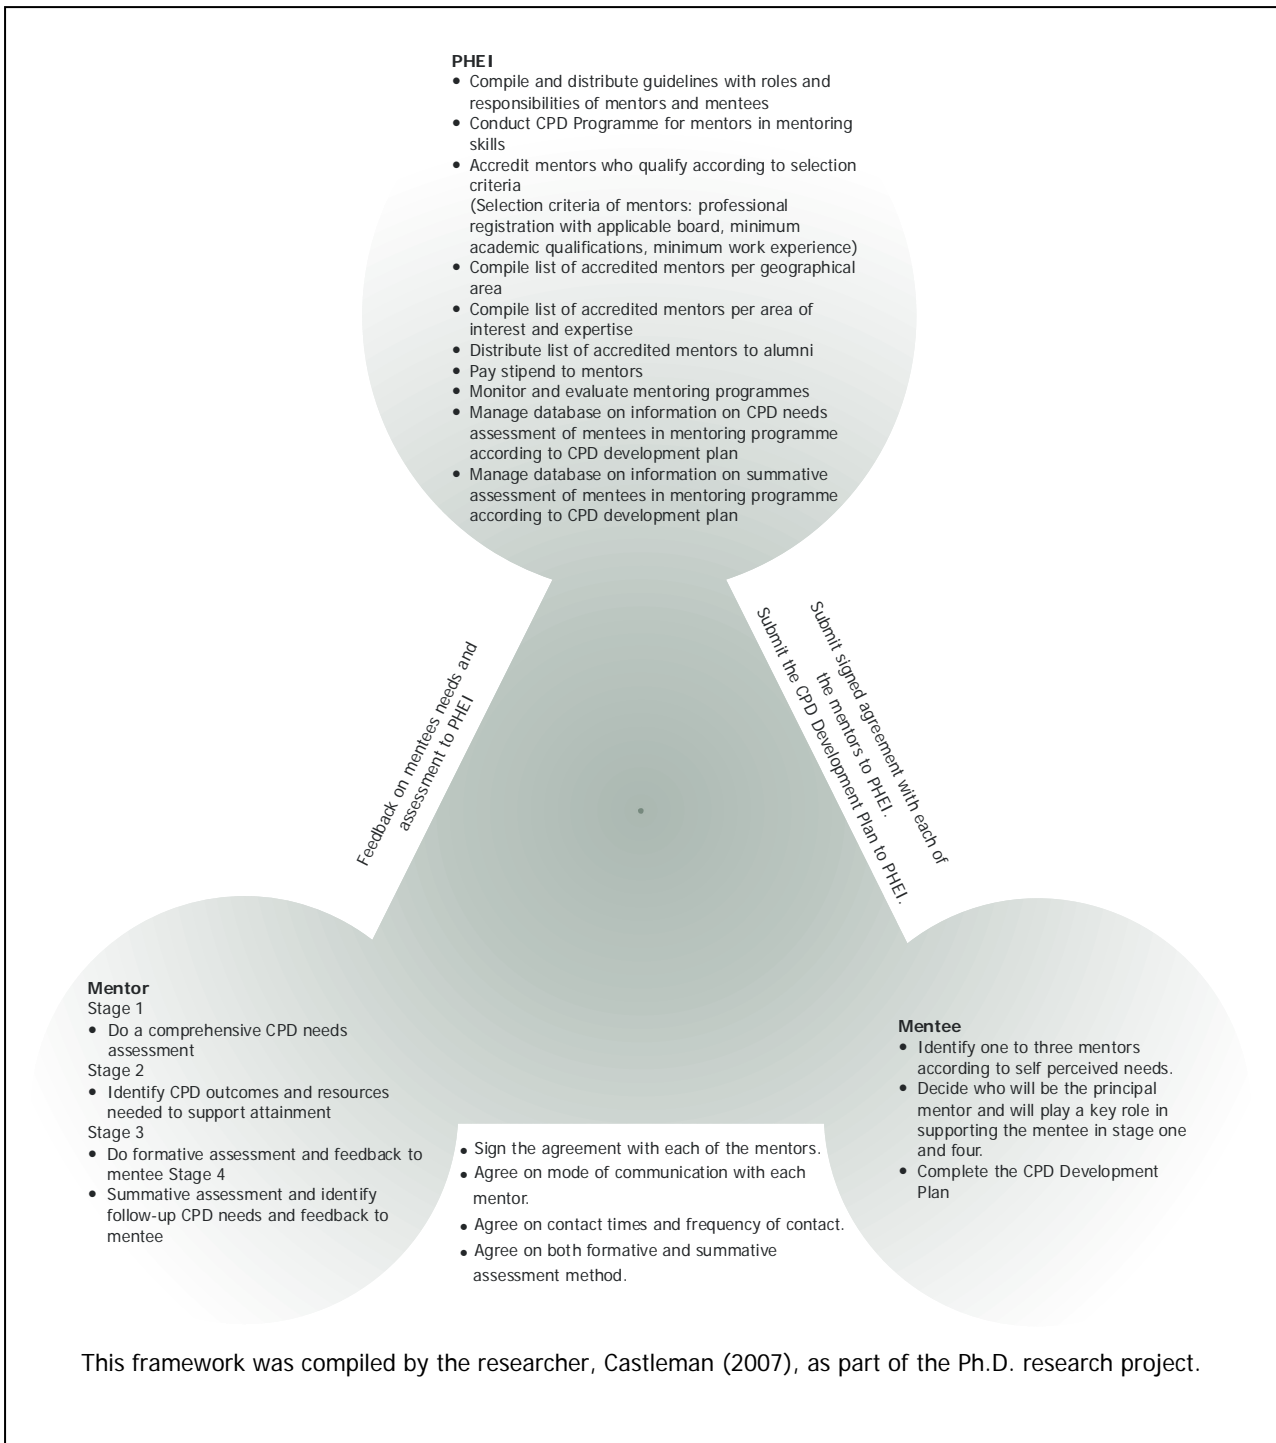 PHEI
• Compile and distribute guidelines with roles and
responsibilities of mentors and mentees
• Conduct CPD Programme for mentors in mentoring
skills
• Accredit mentors who qualify according to selection
criteria
(Selection criteria of mentors: professional
registration with applicable board, minimum
academic qualifications, minimum work experience)
• Compile list of accredited mentors per geographical
area
• Compile list of accredited mentors per area of
interest and expertise
• Distribute list of accredited mentors to alumni
• Pay stipend to mentors
• Monitor and evaluate mentoring programmes
• Manage database on information on CPD needs
assessment of mentees in mentoring programme
according to CPD development plan
• Manage database on information on summative
assessment of mentees in mentoring programme
according to CPD development plan
Feedback on mentees needs and
assessment to PHEI
Submit signed agreement with each of
the mentors to PHEI.
Submit the CPD Development Plan to PHEI.
Mentor
Stage 1
• Do a comprehensive CPD needs
assessment
Stage 2
• Identify CPD outcomes and resources
needed to support attainment
Stage 3
• Do formative assessment and feedback to
mentee Stage 4
• Summative assessment and identify
follow-up CPD needs and feedback to
mentee
• Sign the agreement with each of the mentors.
• Agree on mode of communication with each
mentor.
• Agree on contact times and frequency of contact.
• Agree on both formative and summative
assessment method.
Mentee
• Identify one to three mentors
according to self perceived needs.
• Decide who will be the principal
mentor and will play a key role in
supporting the mentee in stage one
and four.
• Complete the CPD Development
Plan
This framework was compiled by the researcher, Castleman (2007), as part of the Ph.D. research project.